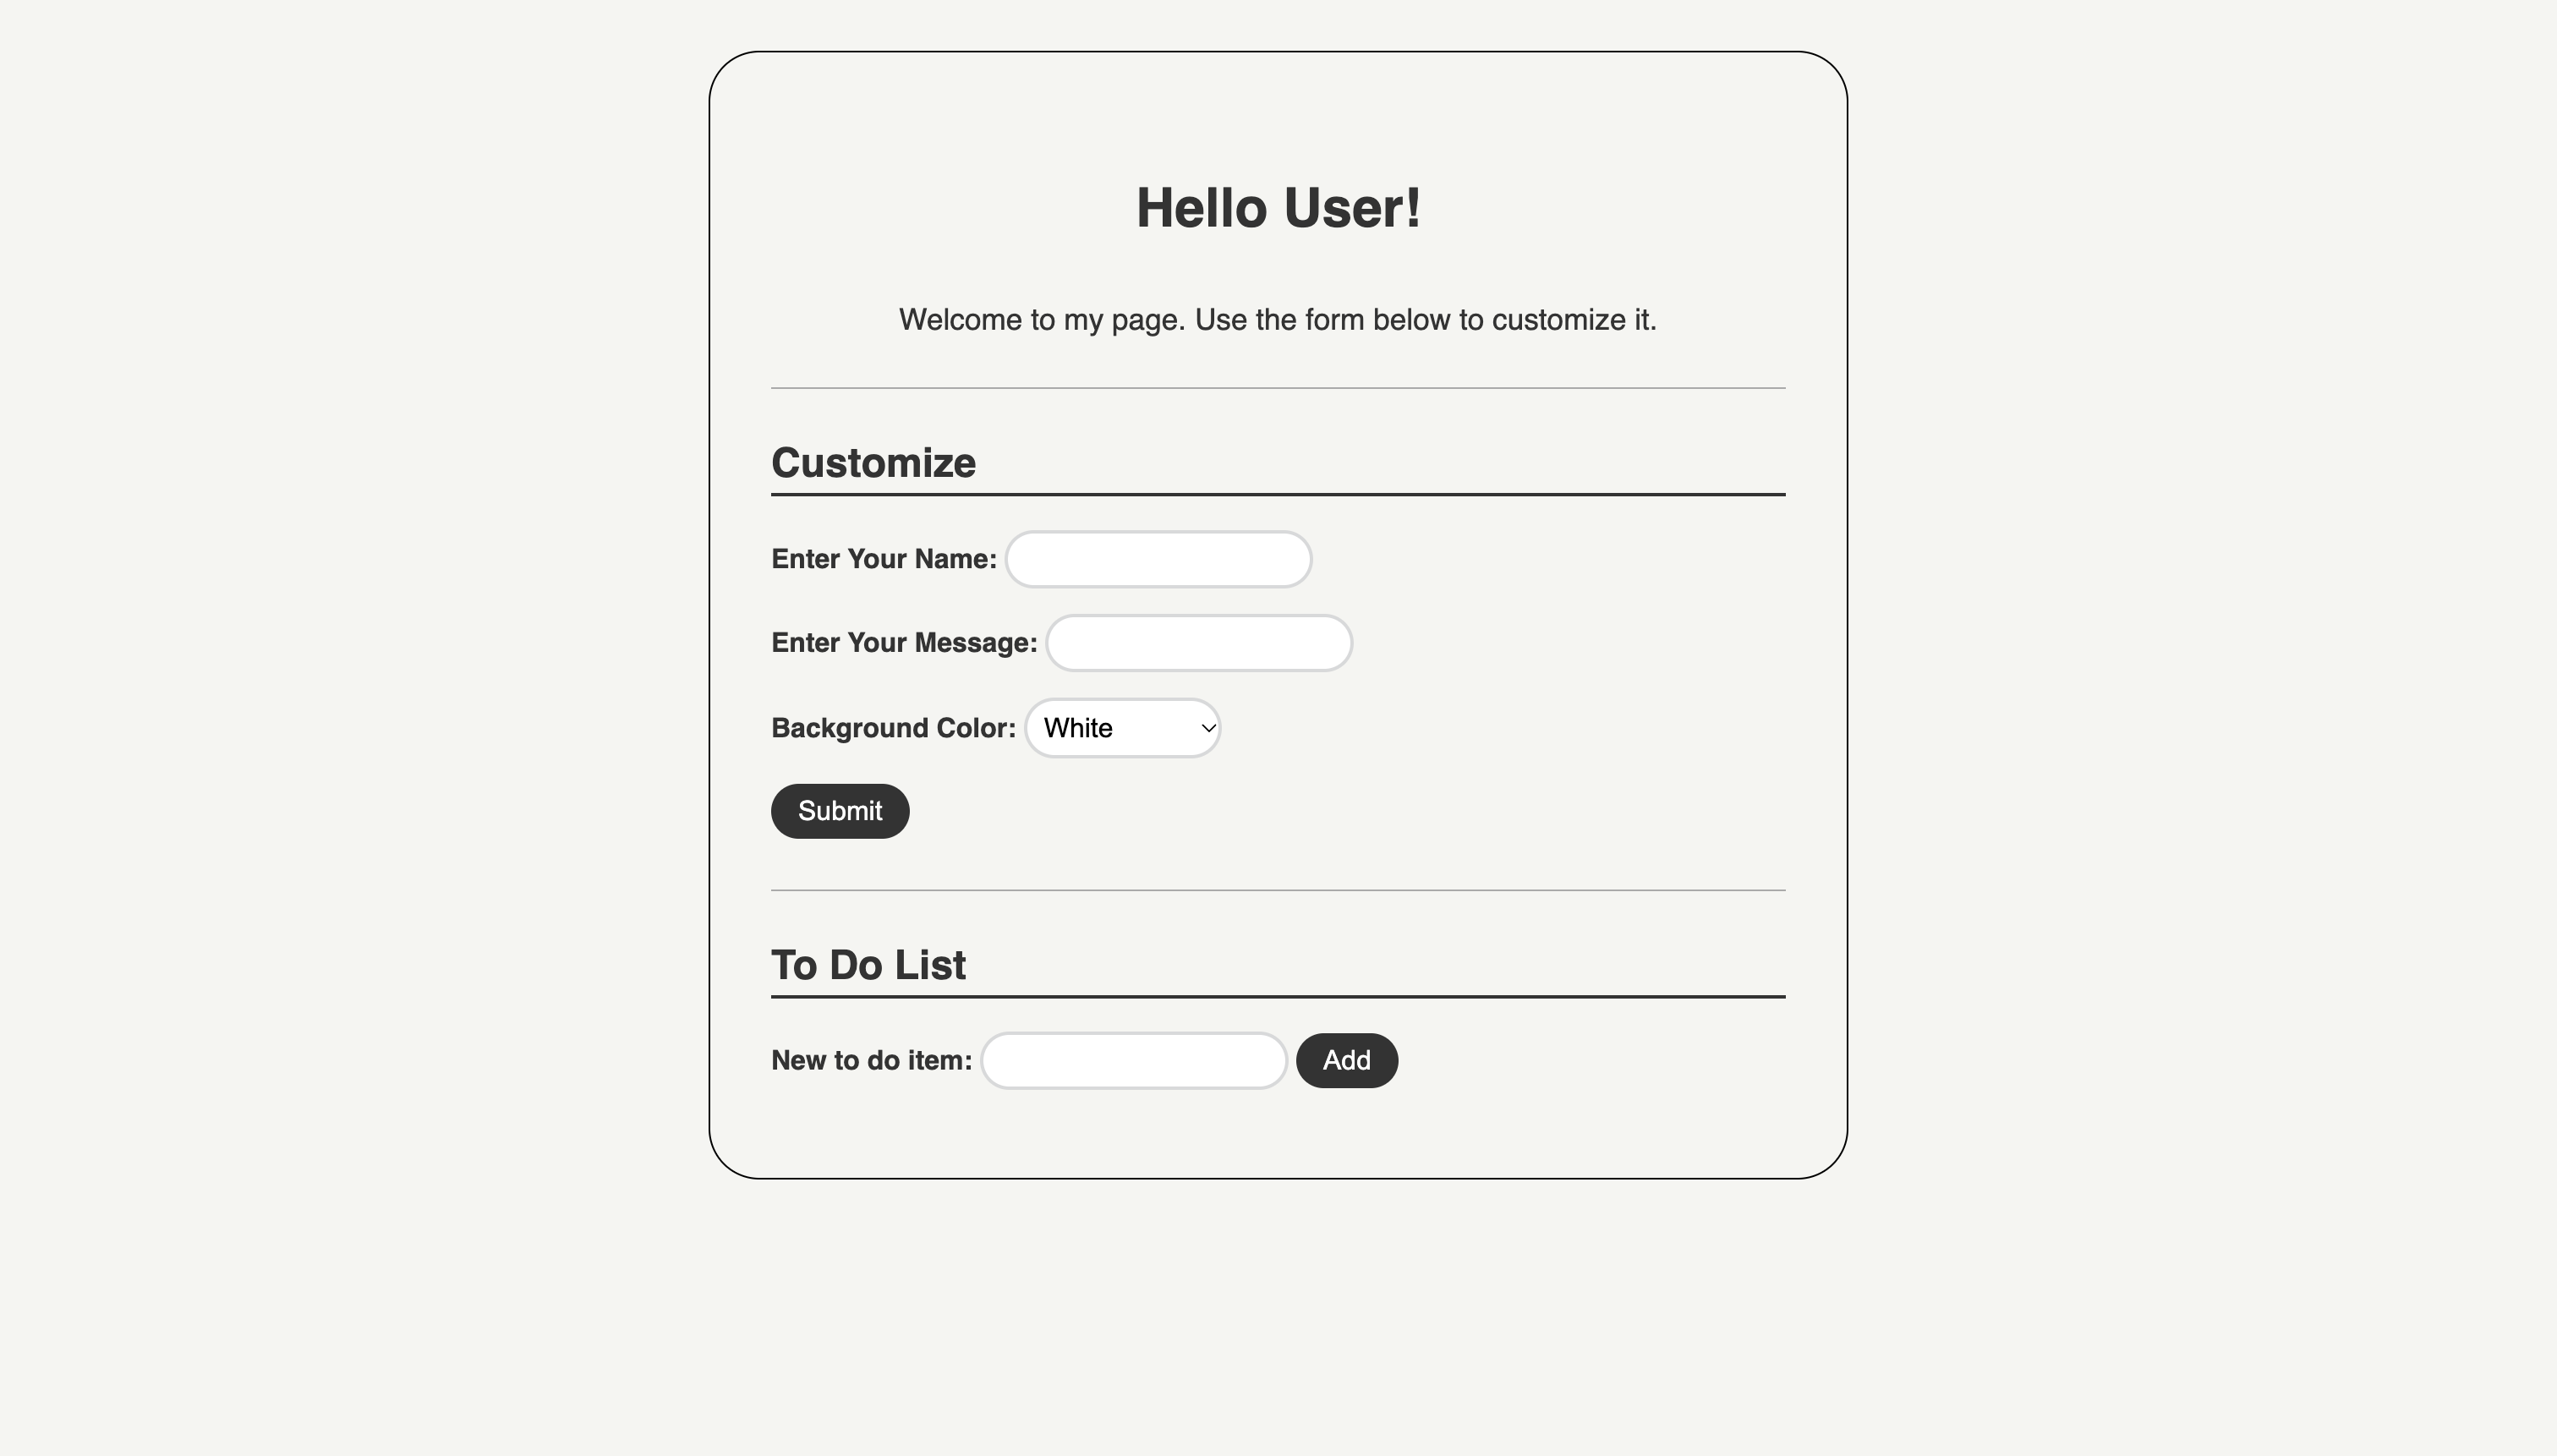 Hello User!
Welcome to my page. Use the form below to customize it.
Customize
Enter Your Name:
Enter Your Message:
Background Color: White
Submit
To Do List
New to do item: Add